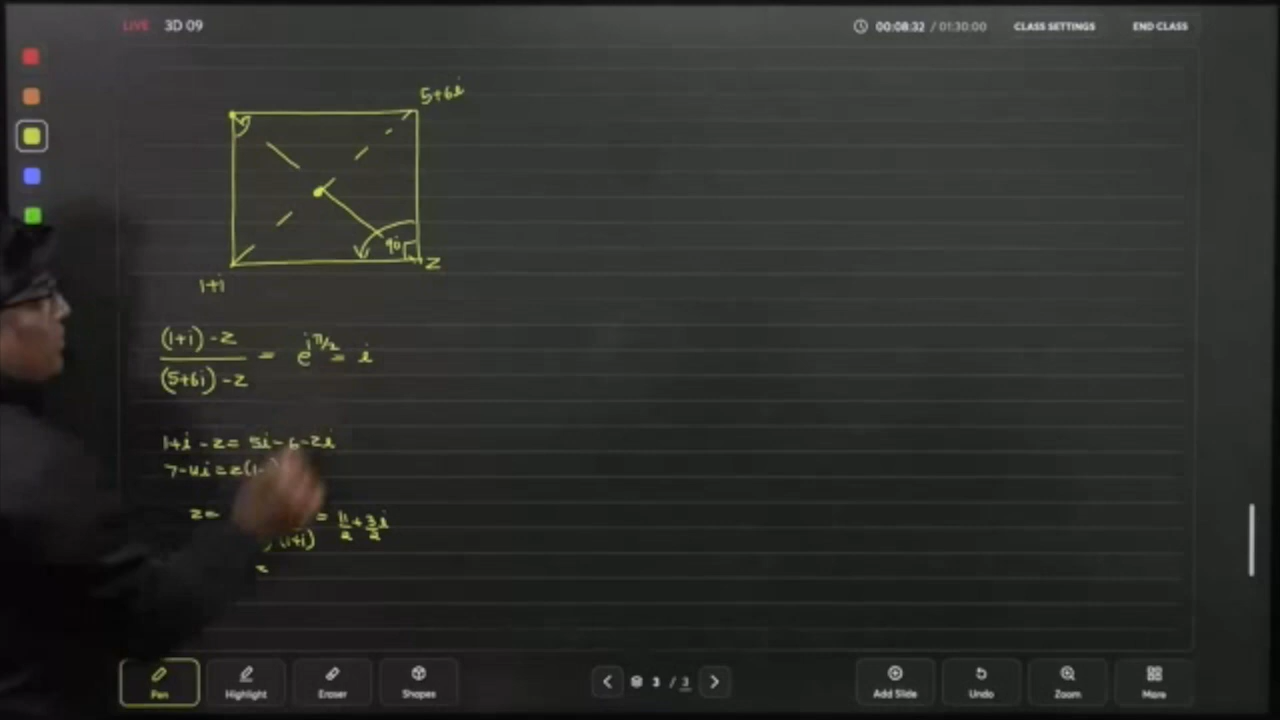 LIVE 3D 09 00:08:32 / 01:30:00 CLASS SETTINGS END CLASS
5+6i
90
z
1+i
(1+i) -z
(5+6i) -z
= e^iπ/2 = i
1+i -z = 5i-6-zi
7-4i = z(1-
z=
= 11/2 + 3/2 i
(1+i)
Pen Highlight Eraser Shapes 3 / 3 Add Slide Undo Zoom More